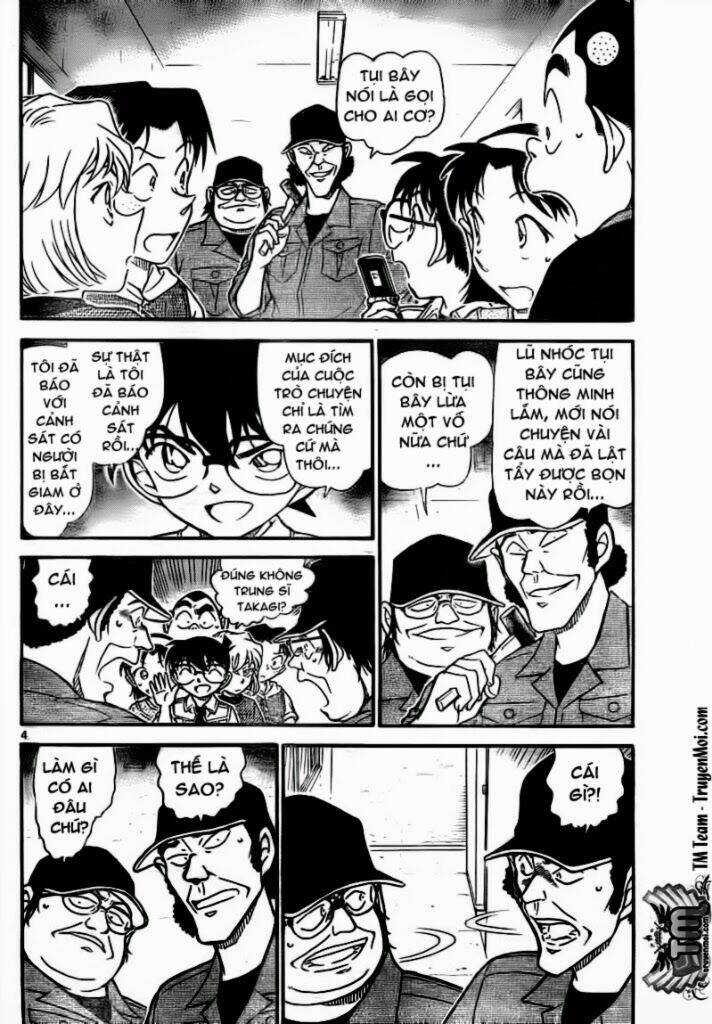 TỤI BÂY
NÓI LÀ GỌI
CHO AI CƠ?
LŨ NHÓC TỤI
BÂY CŨNG
THÔNG MINH
LẮM, MỚI NÓI
CHUYỆN VÀI
CÂU MÀ ĐÃ LẬT
TẨY ĐƯỢC BỌN
NÀY RỒI...
CÒN BỊ TỤI
BÂY LỪA
MỘT VỐ
NỮA CHỨ
...
MỤC ĐÍCH
CỦA CUỘC
TRÒ CHUYỆN
CHỈ LÀ TÌM
RA CHỨNG
CỨ MÀ
THÔI...
SỰ THẬT
LÀ TÔI
ĐÃ BÁO
CẢNH
SÁT
RỒI...
TÔI ĐÃ
BÁO
VỚI
CẢNH
SÁT CÓ
NGƯỜI
BỊ BẮT
GIAM Ở
ĐÂY...
ĐÚNG KHÔNG
TRUNG SĨ
TAKAGI?
CÁI
...
4
CÁI
GÌ?!
THẾ LÀ
SAO?
LÀM GÌ
CÓ AI
ĐÂU
CHỨ?
TM Team - TruyenMoi.com
TM
truyenmoi.com